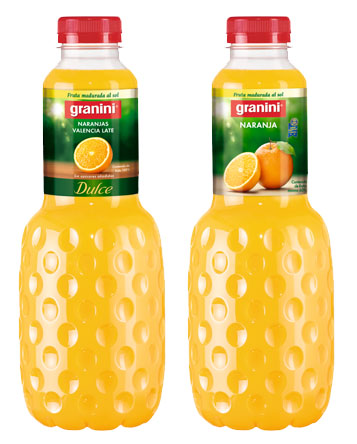 Fruta madurada al sol
granini
NARANJAS
VALENCIA LATE
Dulce
Fruta madurada al sol
granini
NARANJA